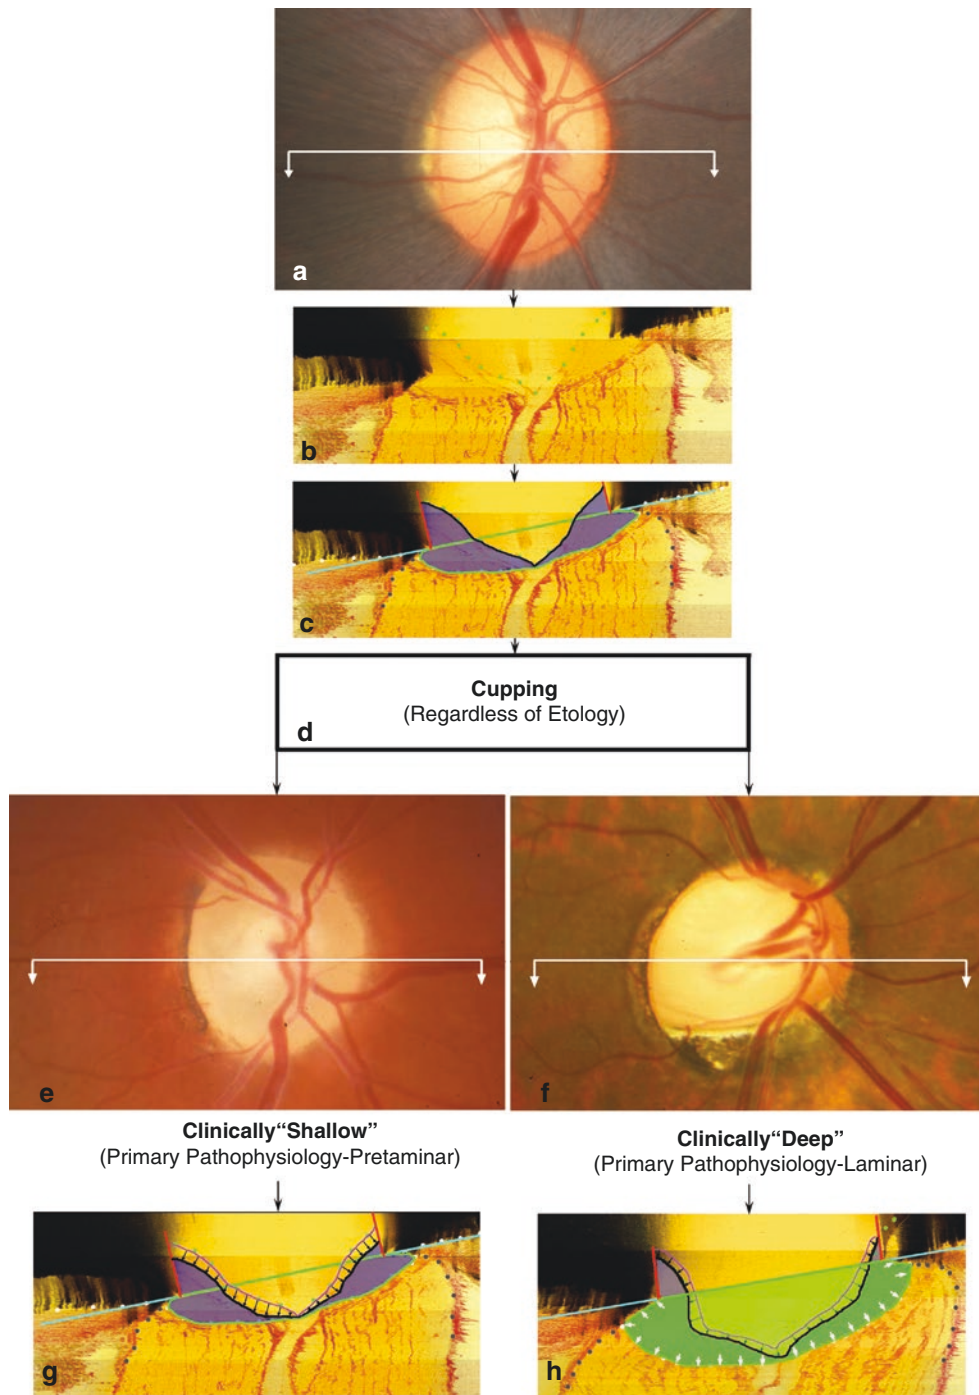 a
b
c
Cupping
(Regardless of Etology)
d
e
f
Clinically“Shallow”
(Primary Pathophysiology-Pretaminar)
Clinically“Deep”
(Primary Pathophysiology-Laminar)
g
h